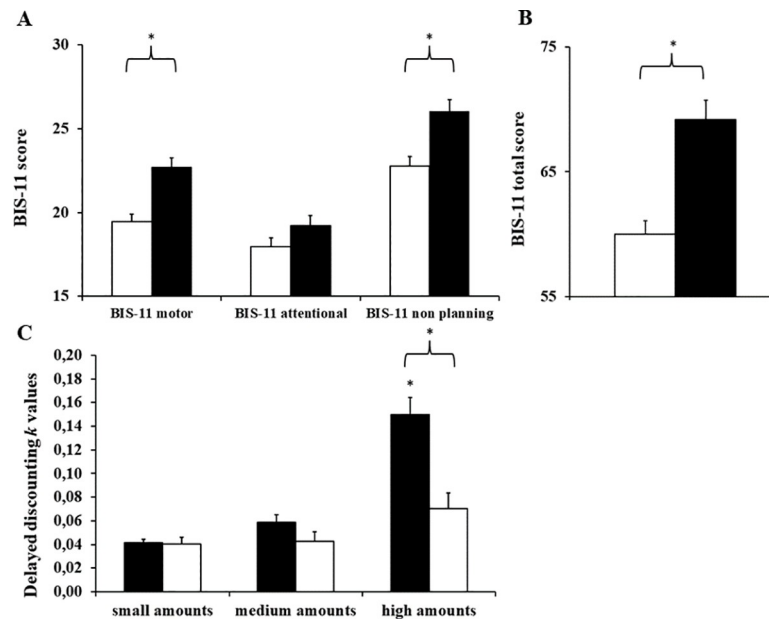 A
BIS-11 score
30
25
20
15
*
*
BIS-11 motor
BIS-11 attentional
BIS-11 non planning
B
BIS-11 total score
75
65
55
*
C
Delayed discounting k values
0,20
0,18
0,16
0,14
0,12
0,10
0,08
0,06
0,04
0,02
0,00
*
*
small amounts
medium amounts
high amounts